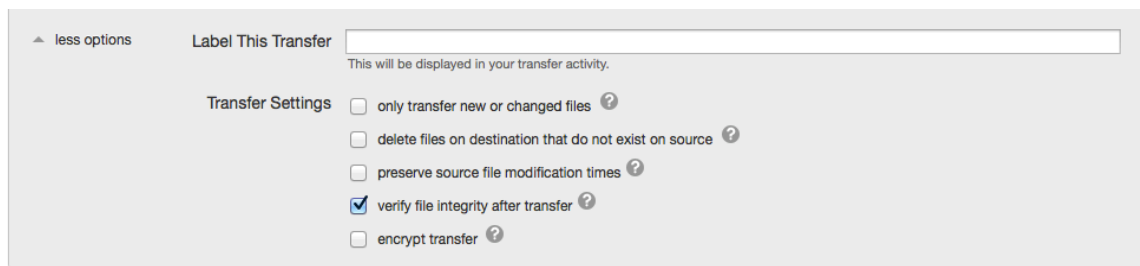 less options
Label This Transfer
This will be displayed in your transfer activity.
Transfer Settings
only transfer new or changed files ?
delete files on destination that do not exist on source ?
preserve source file modification times ?
verify file integrity after transfer ?
encrypt transfer ?